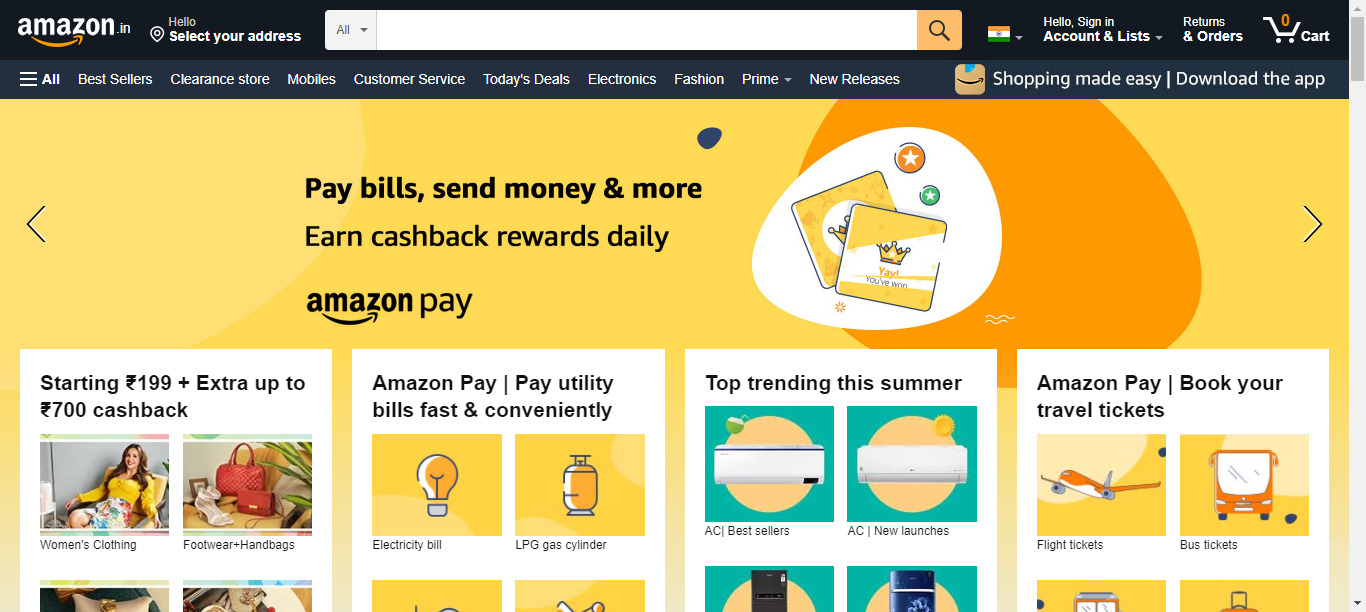 amazon.in
Hello
Select your address
All
Hello, Sign in
Account & Lists
Returns
& Orders
0
Cart
All
Best Sellers
Clearance store
Mobiles
Customer Service
Today's Deals
Electronics
Fashion
Prime
New Releases
Shopping made easy | Download the app
Pay bills, send money & more
Earn cashback rewards daily
amazon pay
Yay!
You've won
Starting ₹199 + Extra up to
₹700 cashback
Women's Clothing
Footwear+Handbags
Amazon Pay | Pay utility
bills fast & conveniently
Electricity bill
LPG gas cylinder
Top trending this summer
AC| Best sellers
AC | New launches
Amazon Pay | Book your
travel tickets
Flight tickets
Bus tickets